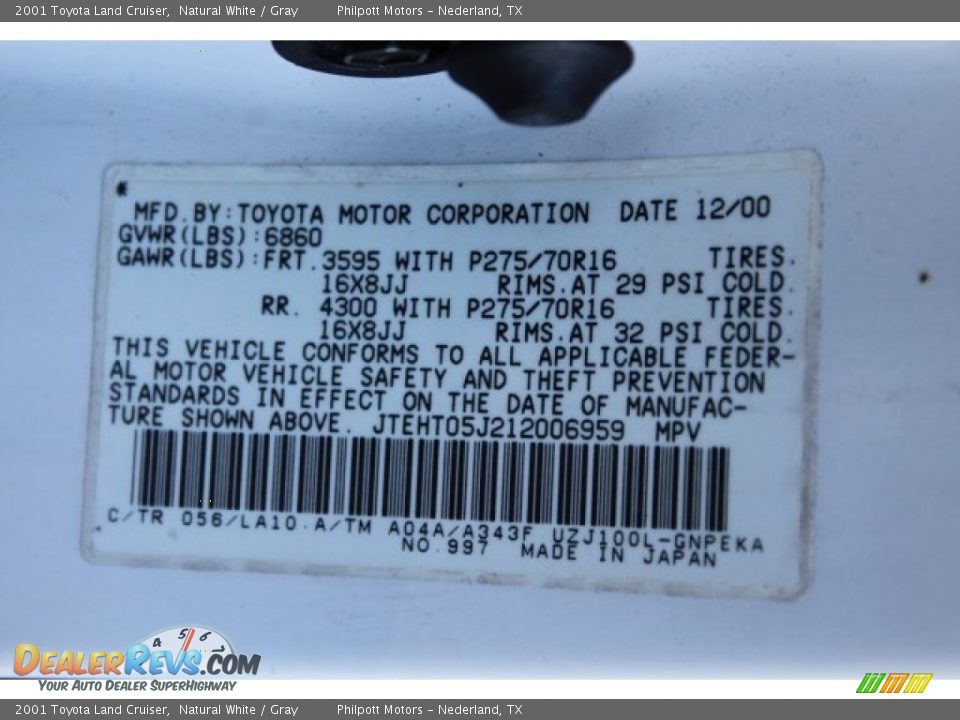 2001 Toyota Land Cruiser, Natural White / Gray Philpott Motors - Nederland, TX
MFD.BY:TOYOTA MOTOR CORPORATION DATE 12/00
GVWR(LBS):6860
GAWR(LBS):FRT.3595 WITH P275/70R16 TIRES.
16X8JJ RIMS.AT 29 PSI COLD.
RR. 4300 WITH P275/70R16 TIRES.
16X8JJ RIMS.AT 32 PSI COLD.
THIS VEHICLE CONFORMS TO ALL APPLICABLE FEDER-
AL MOTOR VEHICLE SAFETY AND THEFT PREVENTION
STANDARDS IN EFFECT ON THE DATE OF MANUFAC-
TURE SHOWN ABOVE. JTEHT05J212006959 MPV
C/TR 056/LA10.A/TM A04A/A343F UZJ100L-GNPEKA
NO.997 MADE IN JAPAN
4 5 6
DEALERREVS.COM
YOUR AUTO DEALER SUPERHIGHWAY
2001 Toyota Land Cruiser, Natural White / Gray Philpott Motors - Nederland, TX